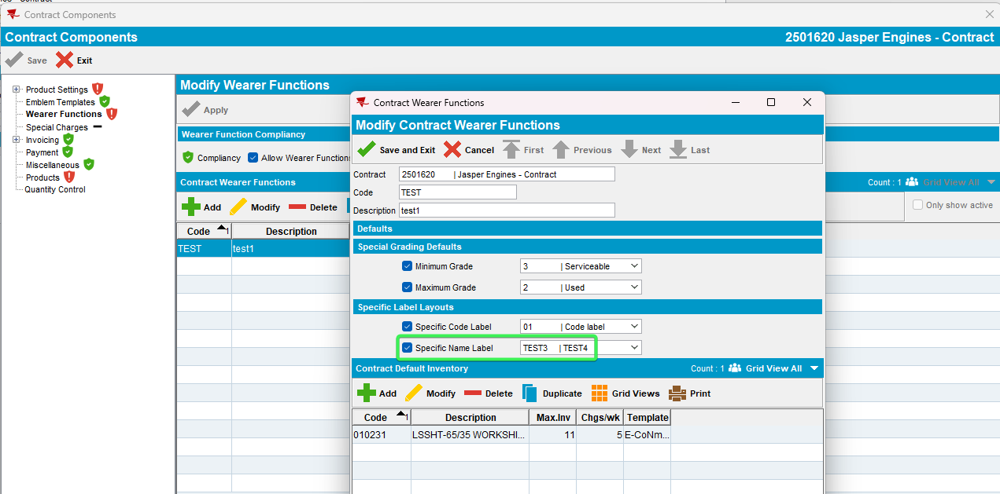 Contract Components
Contract Components
2501620 Jasper Engines - Contract
Save
Exit
Product Settings
Emblem Templates
Wearer Functions
Special Charges
Invoicing
Payment
Miscellaneous
Products
Quantity Control
Modify Wearer Functions
Apply
Wearer Function Compliancy
Compliancy
Allow Wearer Functions
Contract Wearer Functions
Count : 1
Grid View All
Add
Modify
Delete
Only show active
Code
1
Description
TEST
test1
Contract Wearer Functions
Modify Contract Wearer Functions
Save and Exit
Cancel
First
Previous
Next
Last
Contract
2501620 | Jasper Engines - Contract
Code
TEST
Description
test1
Defaults
Special Grading Defaults
Minimum Grade
3 | Serviceable
Maximum Grade
2 | Used
Specific Label Layouts
Specific Code Label
01 | Code label
Specific Name Label
TEST3 | TEST4
Contract Default Inventory
Count : 1
Grid View All
Add
Modify
Delete
Duplicate
Grid Views
Print
Code
1
Description
Max.Inv
Chgs/wk
Template
010231
LSSHT-65/35 WORKSHI...
11
5
E-CoNm...